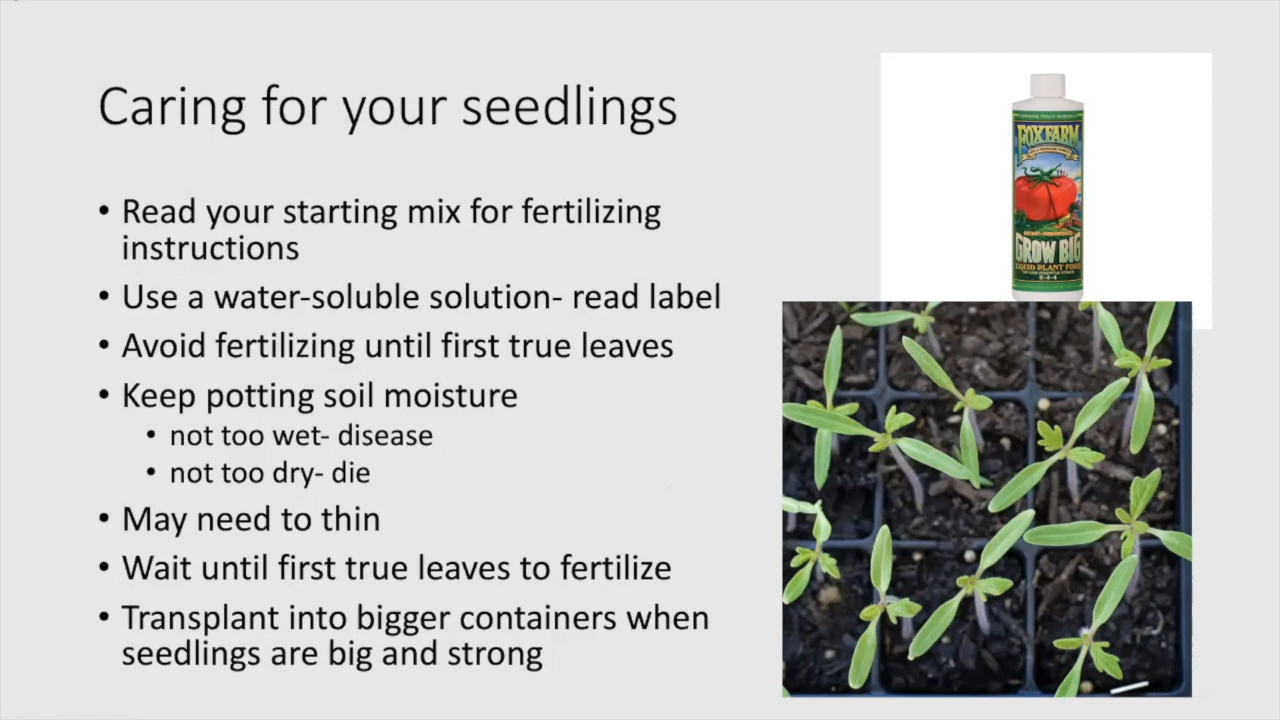 Caring for your seedlings
• Read your starting mix for fertilizing
instructions
• Use a water-soluble solution- read label
• Avoid fertilizing until first true leaves
• Keep potting soil moisture
• not too wet- disease
• not too dry- die
• May need to thin
• Wait until first true leaves to fertilize
• Transplant into bigger containers when
seedlings are big and strong
FOXFARM
GROW BIG
LIQUID PLANT FOOD
6-4-4